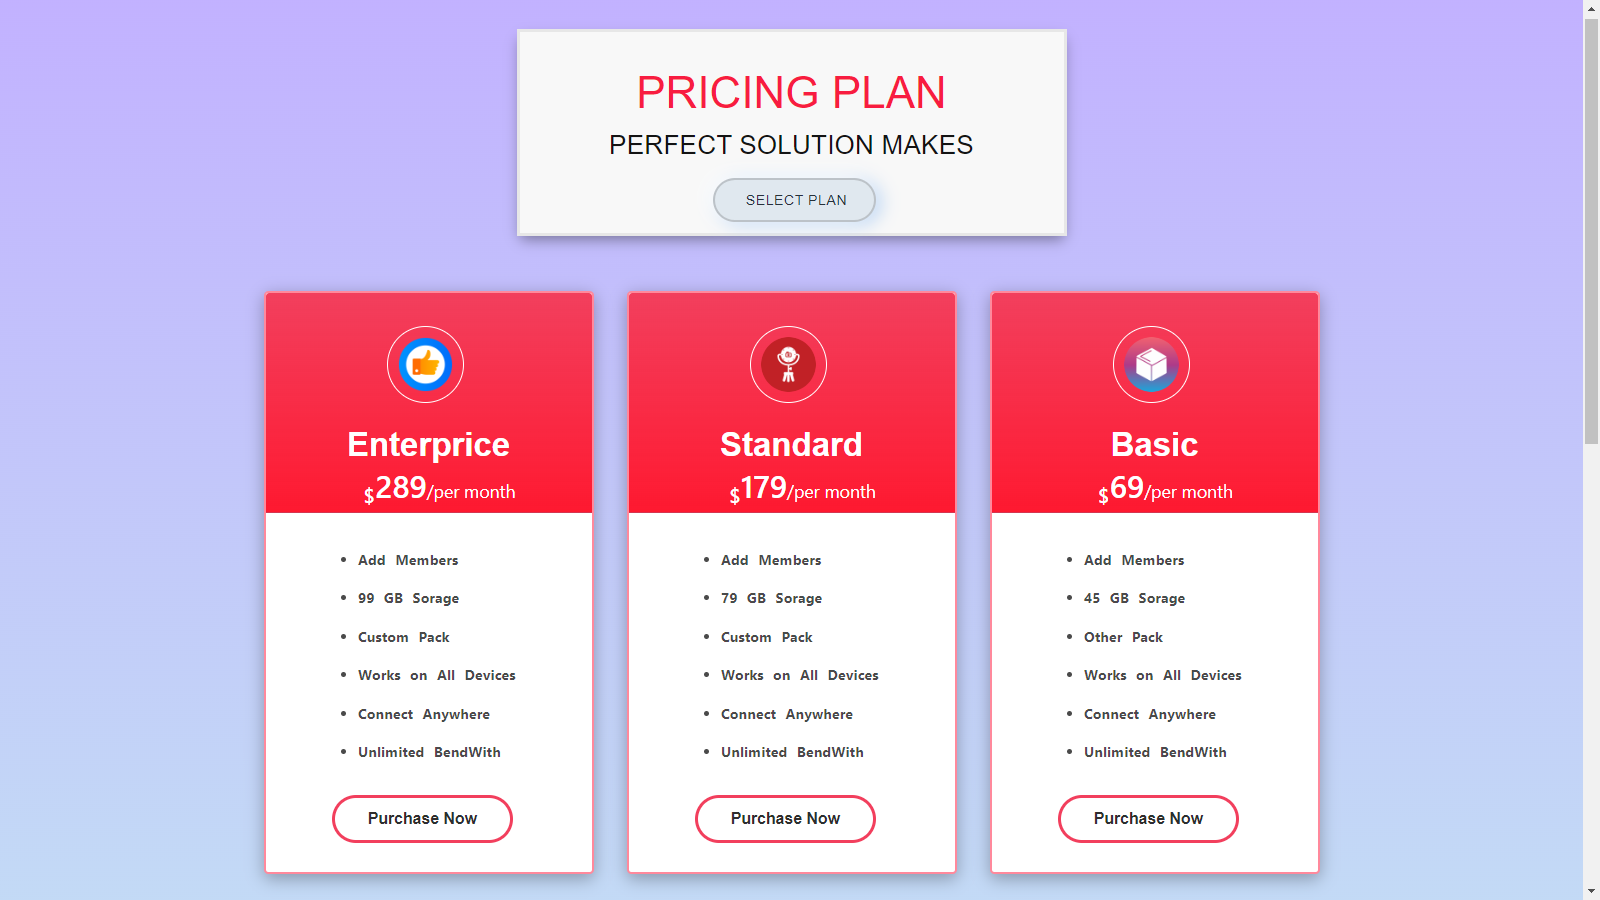 PRICING PLAN
PERFECT SOLUTION MAKES
SELECT PLAN
Enterprice
$289/per month
Add Members
99 GB Sorage
Custom Pack
Works on All Devices
Connect Anywhere
Unlimited BendWith
Purchase Now
Standard
$179/per month
Add Members
79 GB Sorage
Custom Pack
Works on All Devices
Connect Anywhere
Unlimited BendWith
Purchase Now
Basic
$69/per month
Add Members
45 GB Sorage
Other Pack
Works on All Devices
Connect Anywhere
Unlimited BendWith
Purchase Now